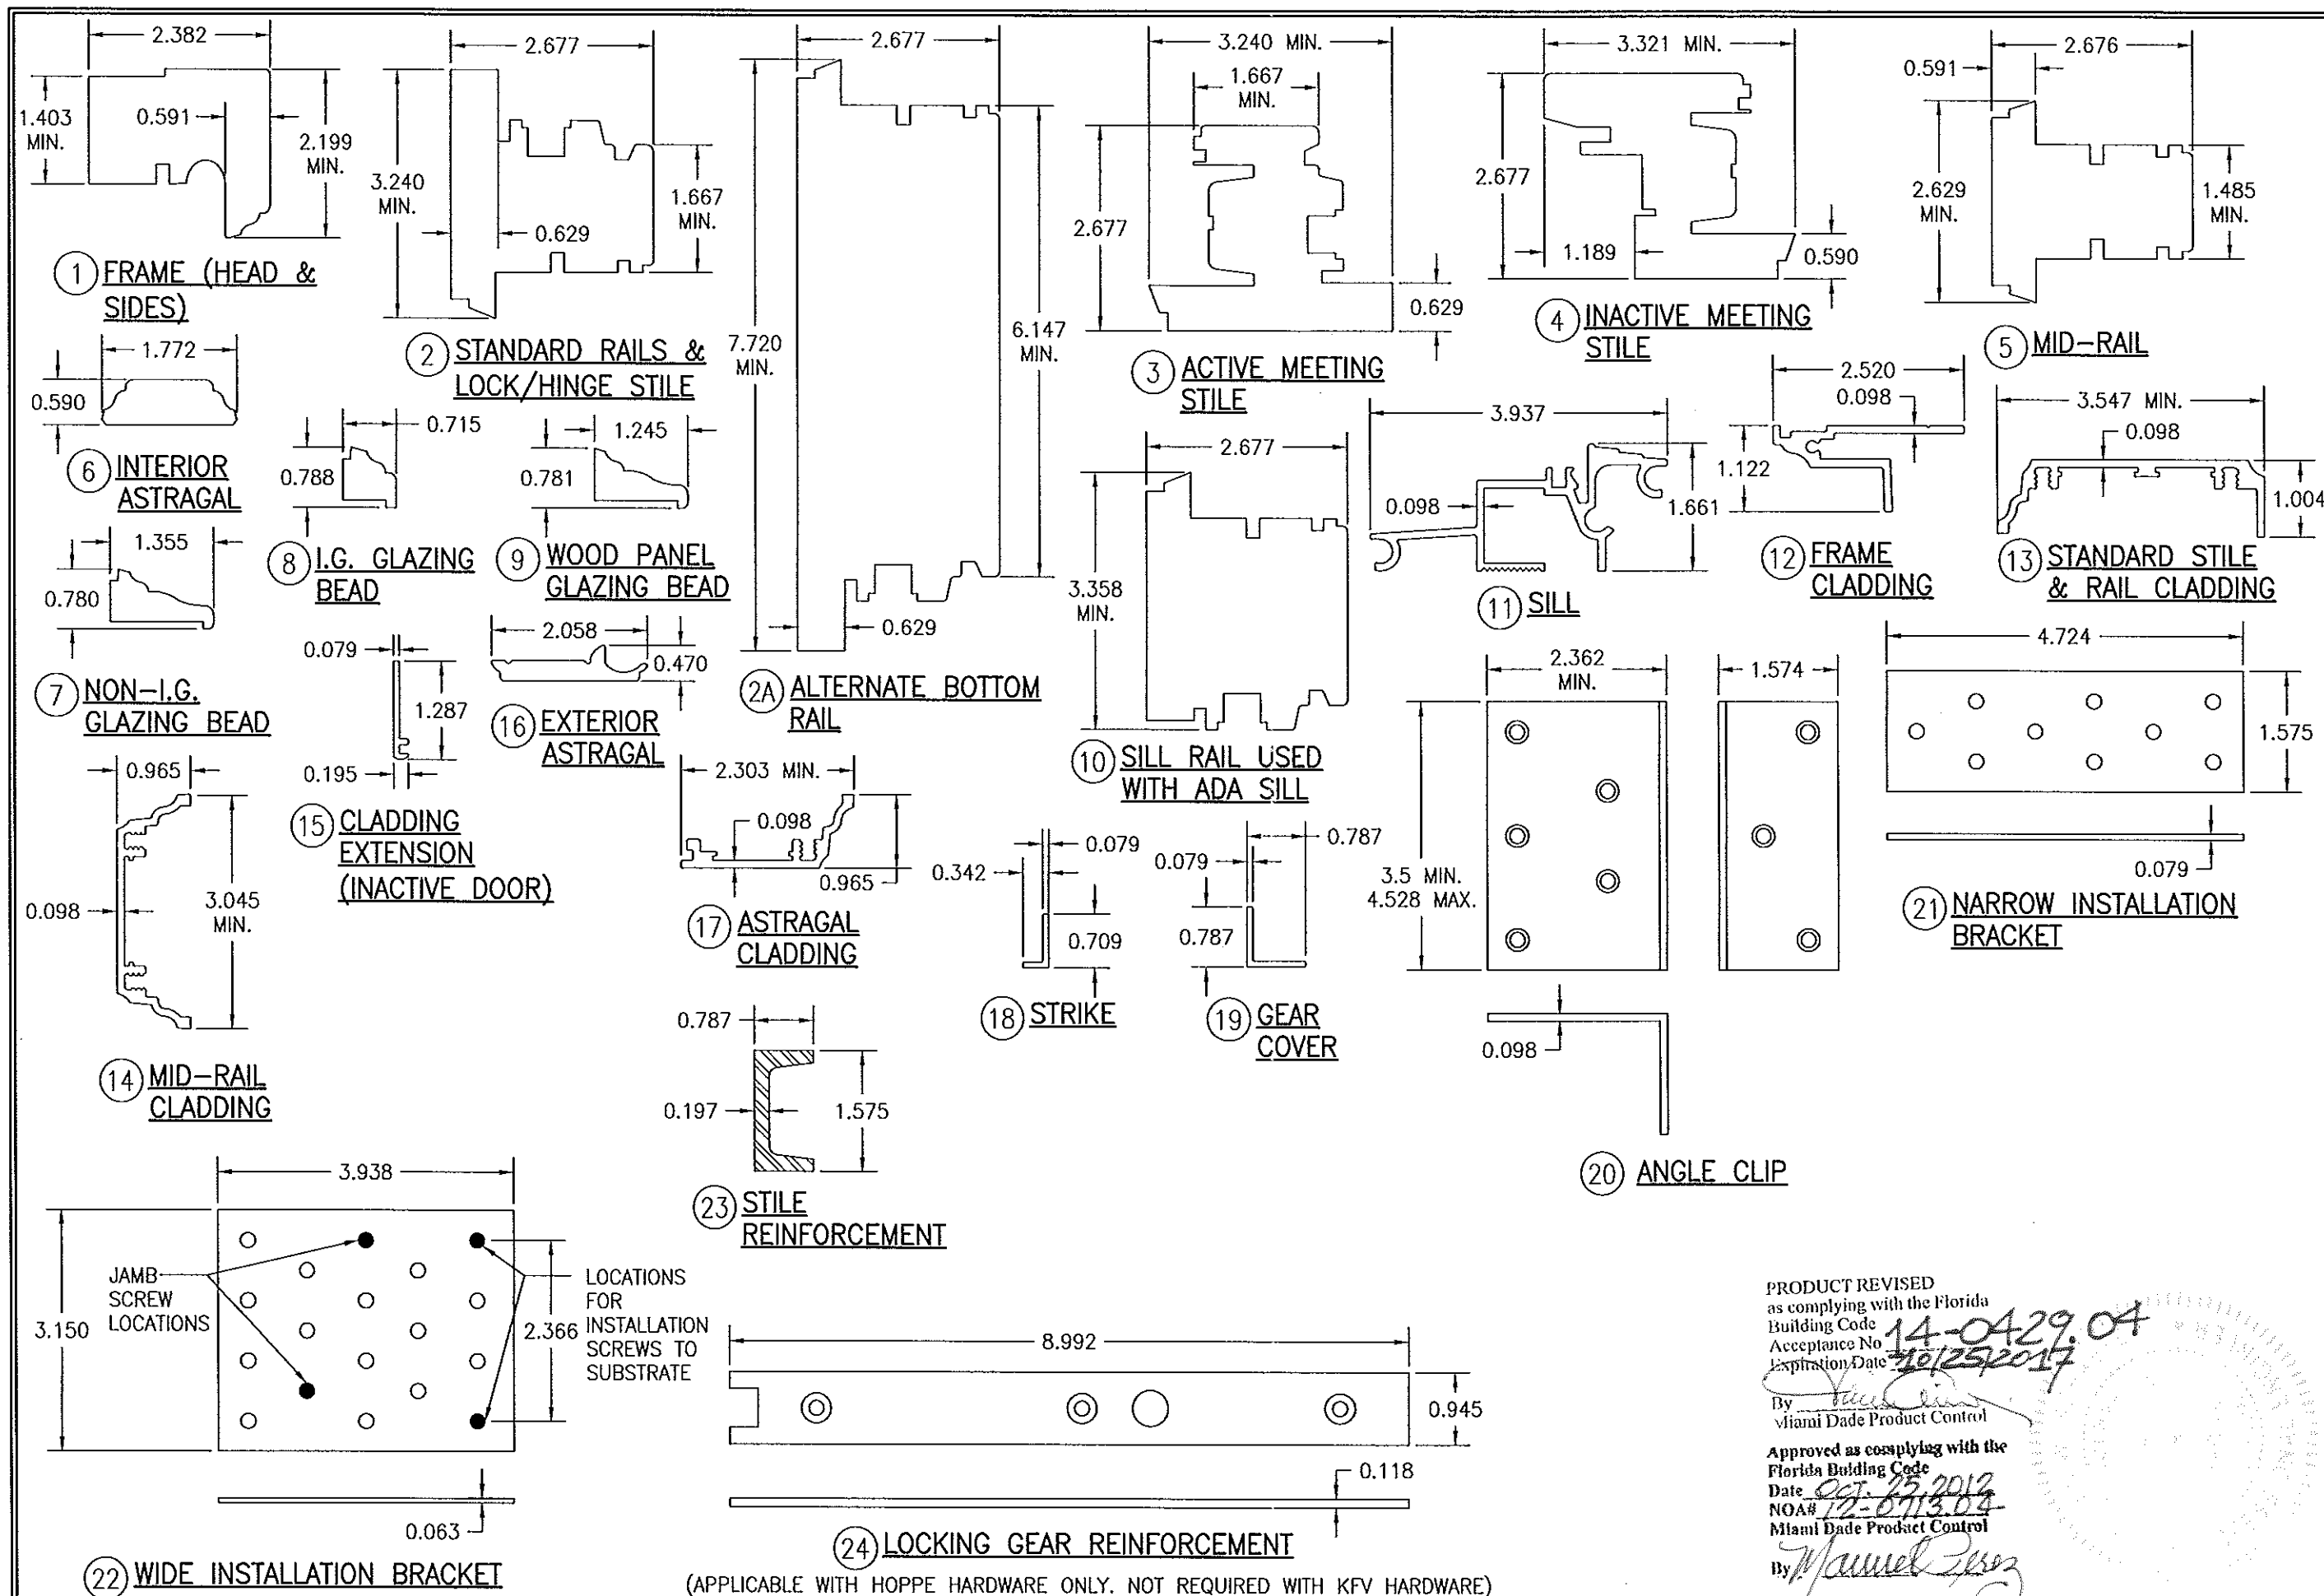 2.382
1.403
MIN.
0.591
2.199
MIN.
1 FRAME (HEAD &
SIDES)
2.677
3.240
MIN.
0.629
1.667
MIN.
2 STANDARD RAILS &
LOCK/HINGE STILE
2.677
7.720
MIN.
6.147
MIN.
0.629
2A ALTERNATE BOTTOM
RAIL
3.240 MIN.
1.667
MIN.
2.677
0.629
3 ACTIVE MEETING
STILE
3.321 MIN.
2.677
1.189
0.590
4 INACTIVE MEETING
STILE
2.676
0.591
2.629
MIN.
1.485
MIN.
5 MID-RAIL
1.772
0.590
6 INTERIOR
ASTRAGAL
1.355
0.780
7 NON-I.G.
GLAZING BEAD
0.715
0.788
8 I.G. GLAZING
BEAD
1.245
0.781
9 WOOD PANEL
GLAZING BEAD
2.677
3.358
MIN.
10 SILL RAIL USED
WITH ADA SILL
3.937
0.098
1.661
11 SILL
2.520
0.098
1.122
12 FRAME
CLADDING
3.547 MIN.
0.098
1.004
13 STANDARD STILE
& RAIL CLADDING
0.965
0.098
3.045
MIN.
14 MID-RAIL
CLADDING
0.079
1.287
0.195
15 CLADDING
EXTENSION
(INACTIVE DOOR)
2.058
0.470
16 EXTERIOR
ASTRAGAL
2.303 MIN.
0.098
0.965
17 ASTRAGAL
CLADDING
0.079
0.342
0.709
18 STRIKE
0.787
0.079
0.787
19 GEAR
COVER
2.362
MIN.
1.574
3.5 MIN.
4.528 MAX.
0.098
20 ANGLE CLIP
4.724
1.575
0.079
21 NARROW INSTALLATION
BRACKET
3.938
3.150
JAMB
SCREW
LOCATIONS
2.366
LOCATIONS
FOR
INSTALLATION
SCREWS TO
SUBSTRATE
0.063
22 WIDE INSTALLATION BRACKET
0.787
0.197
1.575
23 STILE
REINFORCEMENT
8.992
0.945
0.118
24 LOCKING GEAR REINFORCEMENT
(APPLICABLE WITH HOPPE HARDWARE ONLY. NOT REQUIRED WITH KFV HARDWARE)
PRODUCT REVISED
as complying with the Florida
Building Code
Acceptance No 14-0429.04
Expiration Date 10/25/2017
By
Miami Dade Product Control
Approved as complying with the
Florida Building Code
Date Oct. 25, 2012
NOA# 12-0713.04
Miami Dade Product Control
By Manuel Perez